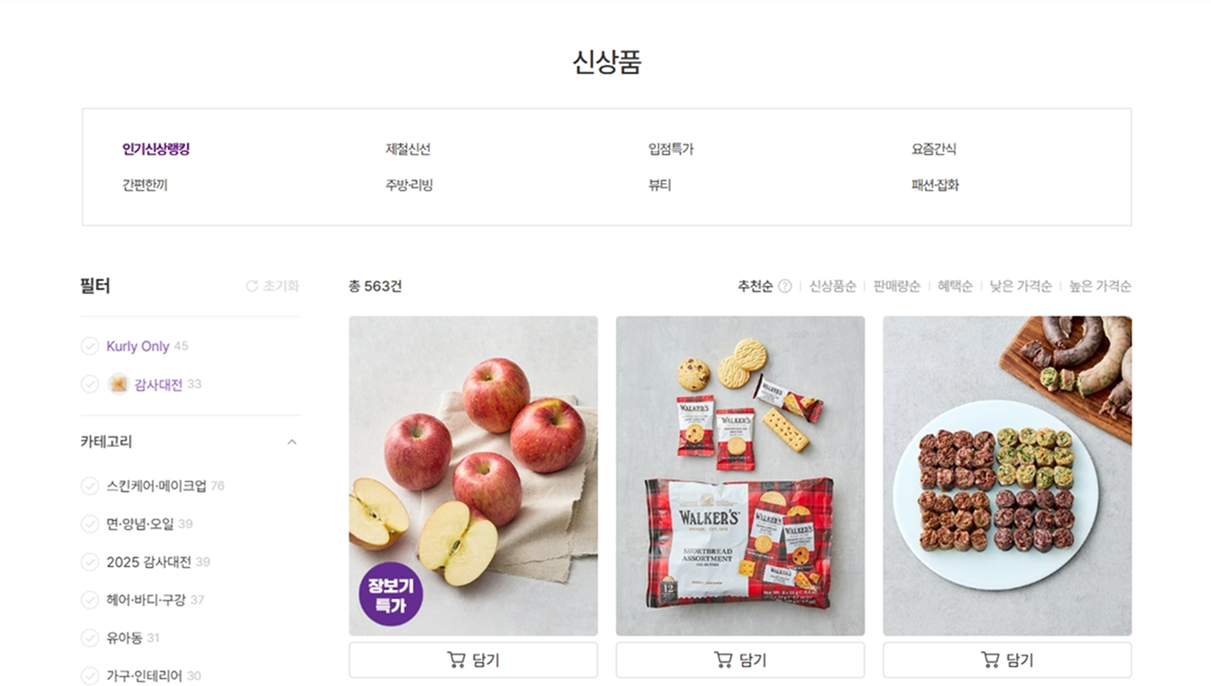 신상품
인기신상랭킹 제철신선 입점특가 요즘간식
간편한끼 주방·리빙 뷰티 패션·잡화
필터 초기화
총 563건 추천순 ? 신상품순 판매량순 혜택순 낮은 가격순 높은 가격순
Kurly Only 45
감사대전 33
카테고리
스킨케어·메이크업 76
면·양념·오일 39
2025 감사대전 39
헤어·바디·구강 37
유아동 31
가구·인테리어 30
장보기
특가
WALKER'S
WALKER'S
WALKER'S
WALKER'S
SHORTBREAD
ASSORTMENT
WALKER'S
WALKER'S
12
담기 담기 담기